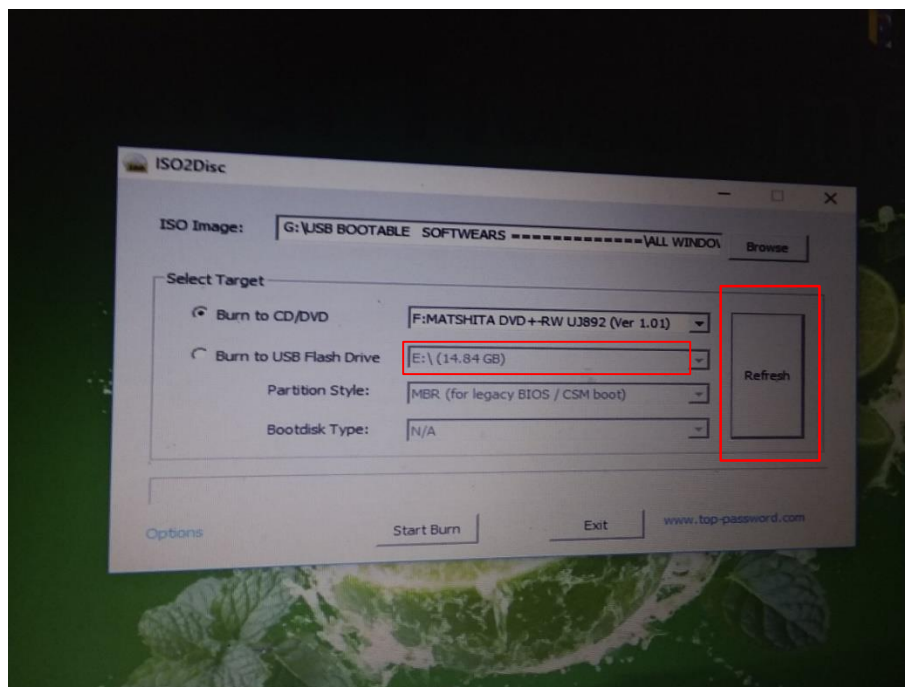 ISO2Disc
ISO Image: G:\USB BOOTABLE SOFTWEARS =============\ALL WINDOW Browse
Select Target
Burn to CD/DVD F:MATSHITA DVD+-RW UJ892 (Ver 1.01)
Burn to USB Flash Drive E:\ (14.84 GB)
Refresh
Partition Style: MBR (for legacy BIOS / CSM boot)
Bootdisk Type: N/A
Options Start Burn Exit www.top-password.com